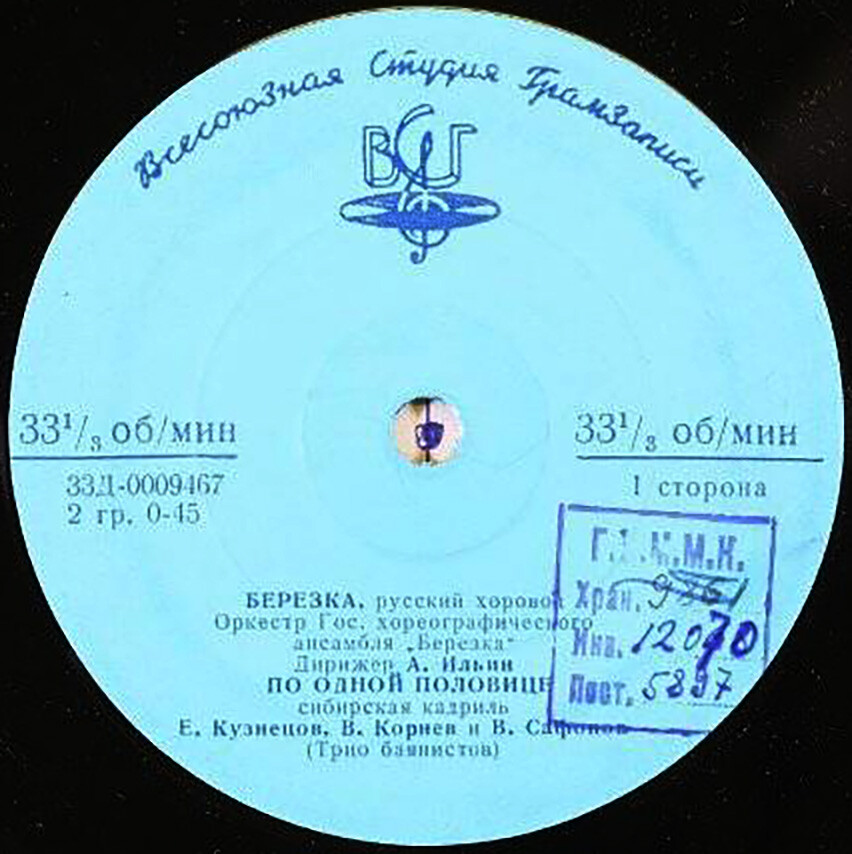 Всесоюзная Студия Грамзаписи
ВСГ
33¹/₃ об/мин
33Д-0009467
2 гр. 0-45
33¹/₃ об/мин
1 сторона
БЕРЕЗКА, русский хоровод
Оркестр Гос. хореографического
ансамбля „Березка"
Дирижер А. Ильин
ПО ОДНОЙ ПОЛОВИЦЕ
сибирская кадриль
Е. Кузнецов, В. Корнев и В. Сафонов
(Трио баянистов)
Хран.
Инв.
Пост. 5897